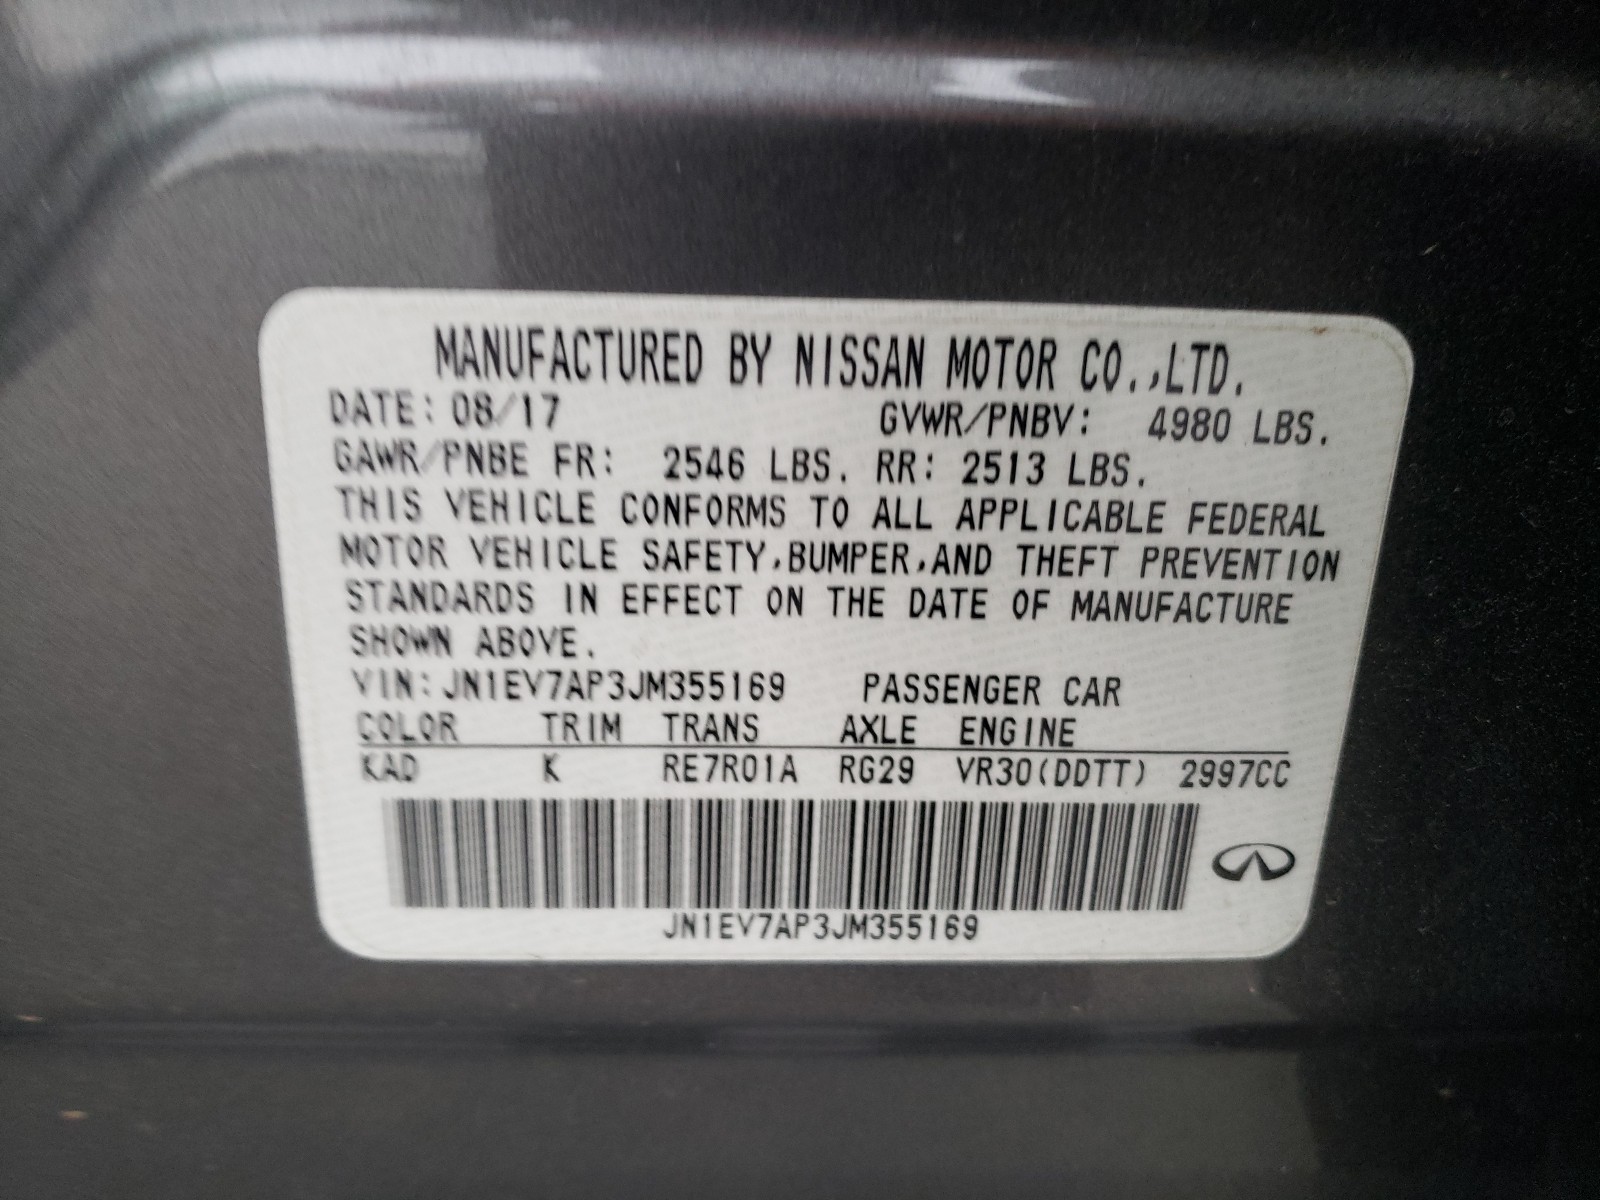 MANUFACTURED BY NISSAN MOTOR CO.,LTD.
DATE: 08/17 GVWR/PNBV: 4980 LBS.
GAWR/PNBE FR: 2546 LBS. RR: 2513 LBS.
THIS VEHICLE CONFORMS TO ALL APPLICABLE FEDERAL
MOTOR VEHICLE SAFETY,BUMPER,AND THEFT PREVENTION
STANDARDS IN EFFECT ON THE DATE OF MANUFACTURE
SHOWN ABOVE.
VIN: JN1EV7AP3JM355169 PASSENGER CAR
COLOR TRIM TRANS AXLE ENGINE
KAD K RE7R01A RG29 VR30(DDTT) 2997CC
JN1EV7AP3JM355169